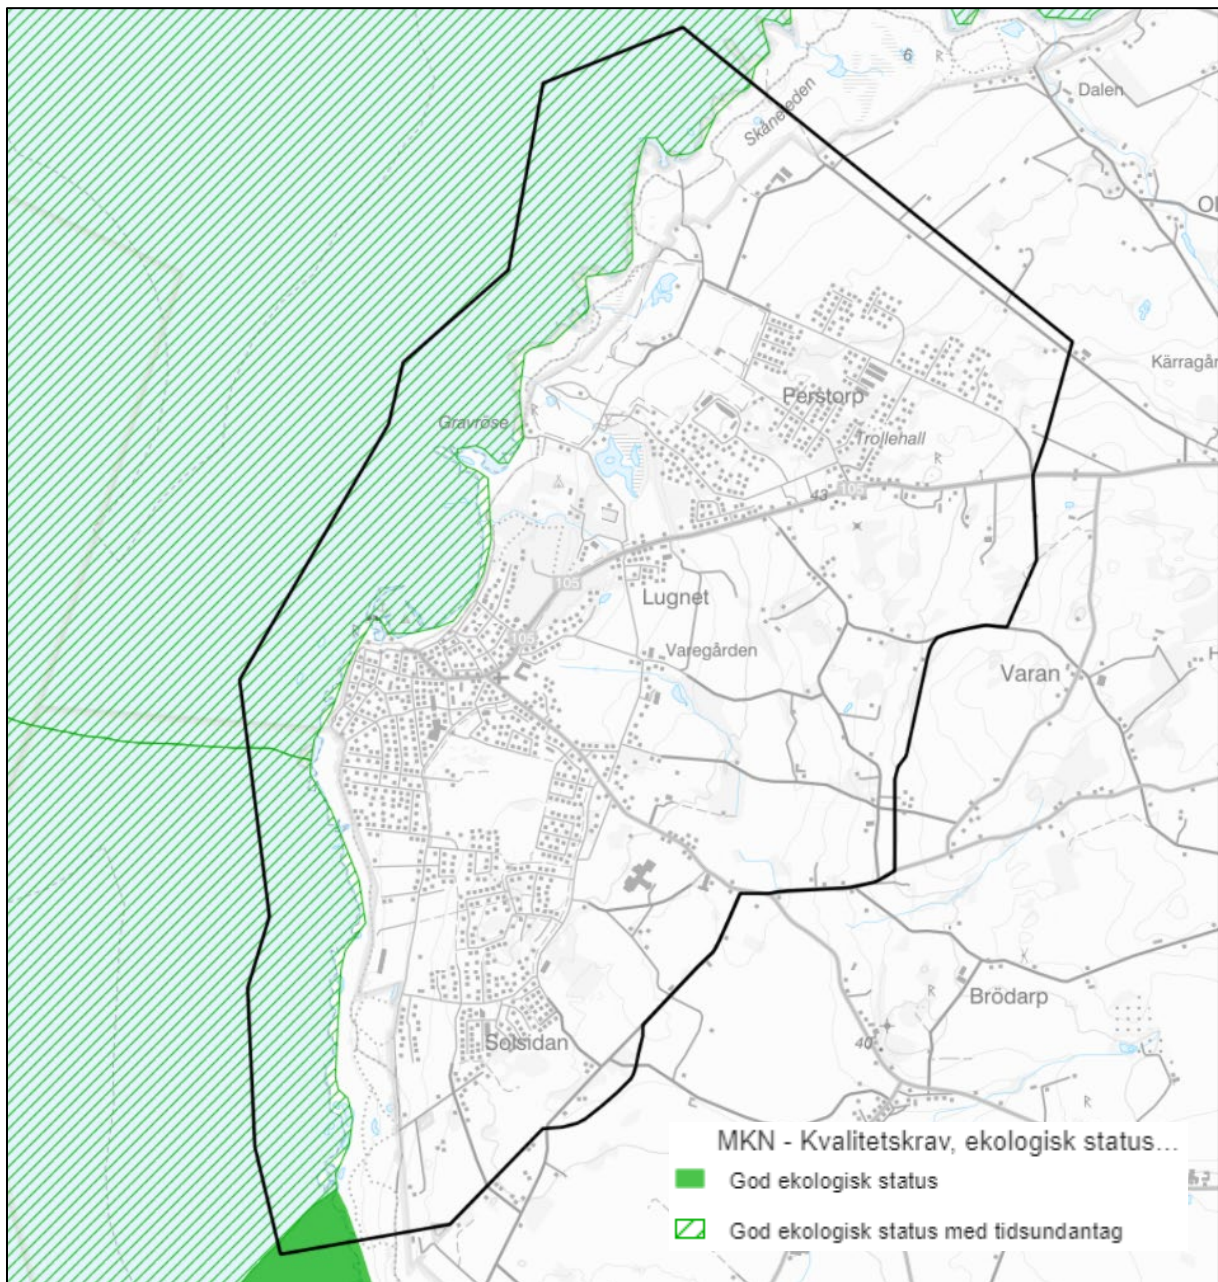 6
Dalen
Skåneleden
Ol
Kärragår
Perstorp
Gravröse
Trollehall
43
105
1
105
Lugnet
105
Varegården
H
Varan
Brödarp
Solsidan
40
MKN - Kvalitetskrav, ekologisk status...
God ekologisk status
God ekologisk status med tidsundantag